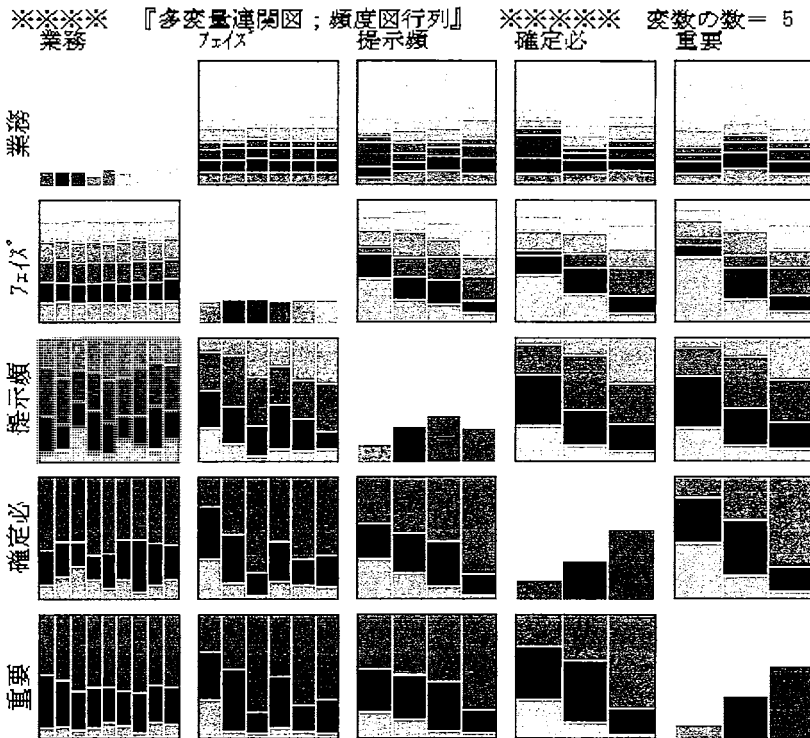 ※※※※ 『多変量連関図；頻度図行列』 ※※※※※ 変数の数＝ 5
業務 ﾌｪｲｽﾞ 提示頻 確定必 重要
業務
ﾌｪｲｽﾞ
提示頻
確定必
重要